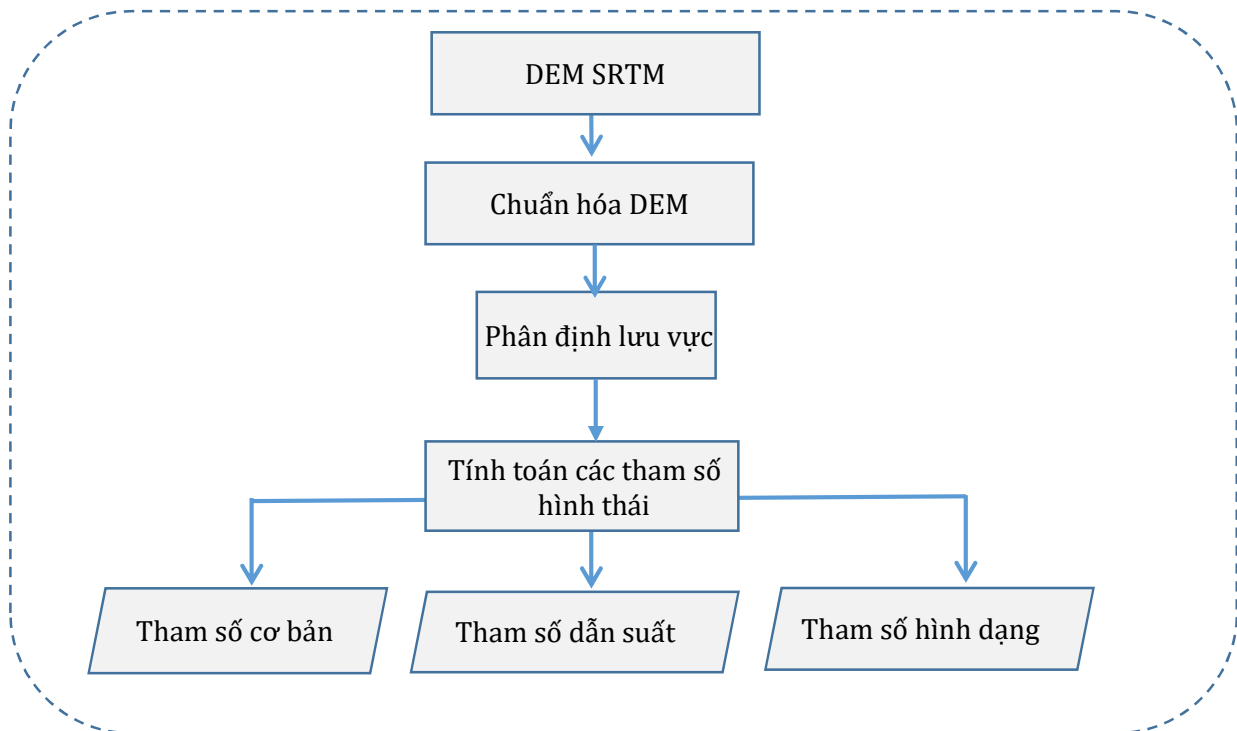 DEM SRTM
Chuẩn hóa DEM
Phân định lưu vực
Tính toán các tham số
hình thái
Tham số cơ bản
Tham số dẫn suất
Tham số hình dạng